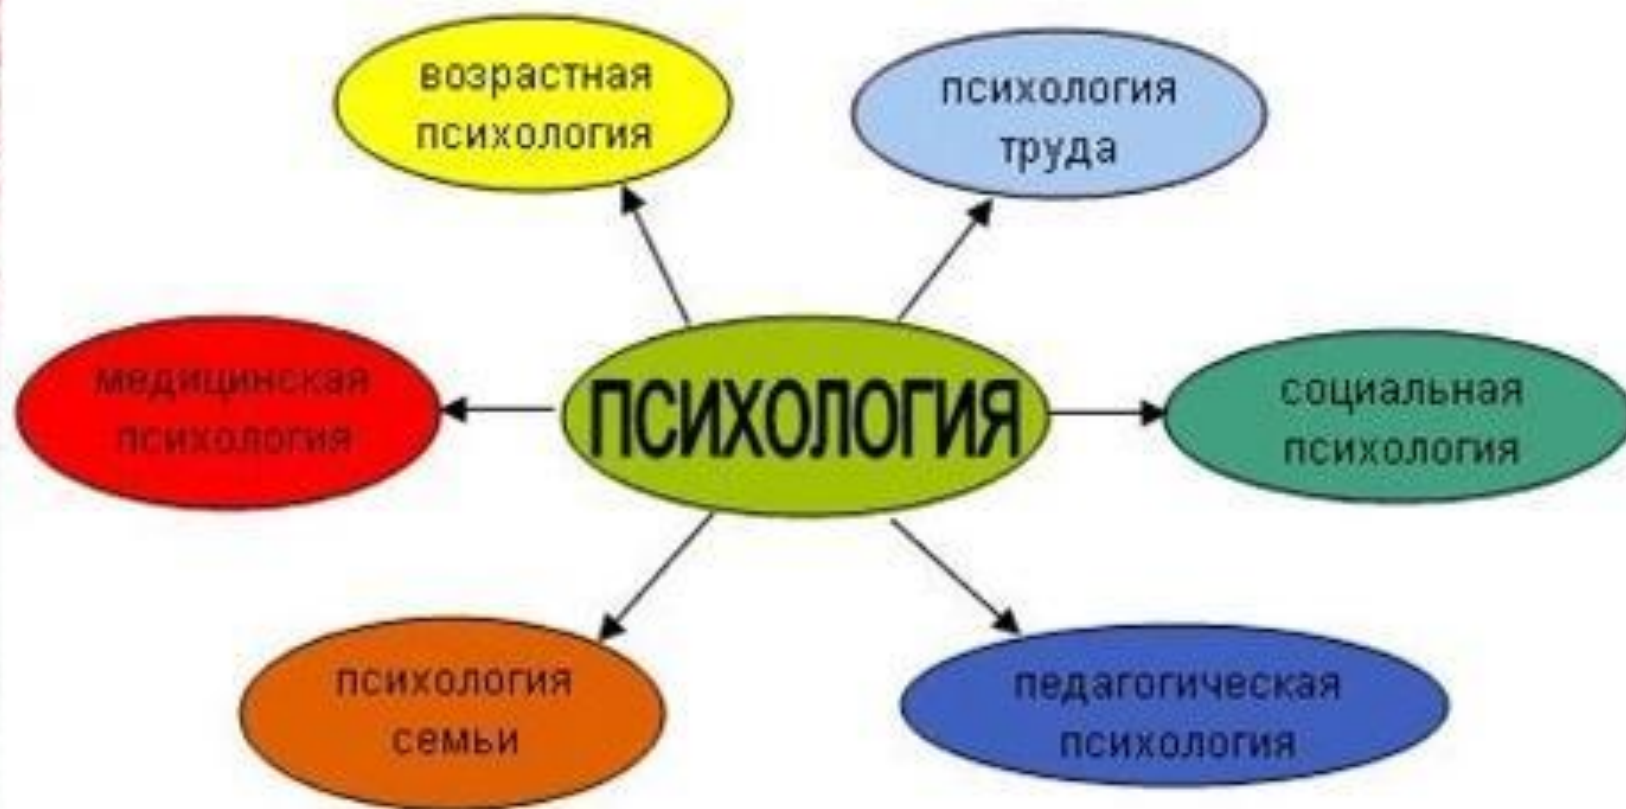 возрастная
психология
психология
труда
медицинская
психология
ПСИХОЛОГИЯ
социальная
психология
психология
семьи
педагогическая
психология